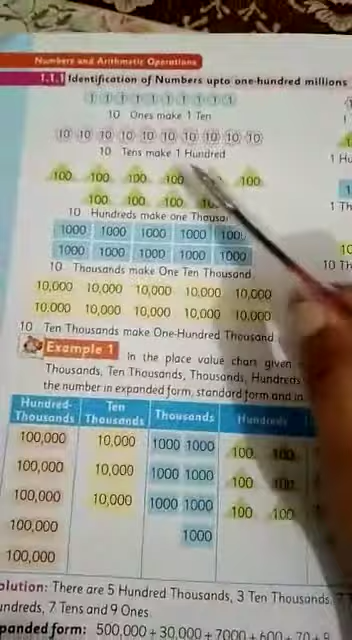 Numbers and Arithmetic Operations
1.1.1 Identification of Numbers upto one-hundred millions
1 1 1 1 1 1 1 1 1 1
10 Ones make 1 Ten
10 10 10 10 10 10 10 10 10 10
10 Tens make 1 Hundred
100 100 100 100 100
100 100 100
10 Hundreds make one
1000 1000 1000 1000 1000
1000 1000 1000 1000 1000
10 Thousands make One Ten Thousand
10,000 10,000 10,000 10,000 10,000
10,000 10,000 10,000 10,000 10,000
10 Ten Thousands make One-Hundred Thousand
Example 1 In the place value chart given
Thousands, Ten Thousands, Thousands, Hundreds
the number in expanded form, standard form and in
Hundred-Thousands Ten Thousands Thousands Hundreds
100,000 10,000 1000 1000 100 100
100,000 10,000 1000 1000 100 100
100,000 10,000 1000 1000 100 100
100,000 1000
100,000
olution: There are 5 Hundred Thousands, 3 Ten Thousands, 7
undreds, 7 Tens and 9 Ones
panded form: 500,000 + 30,000 + 7000 + 600 + 70 + 9